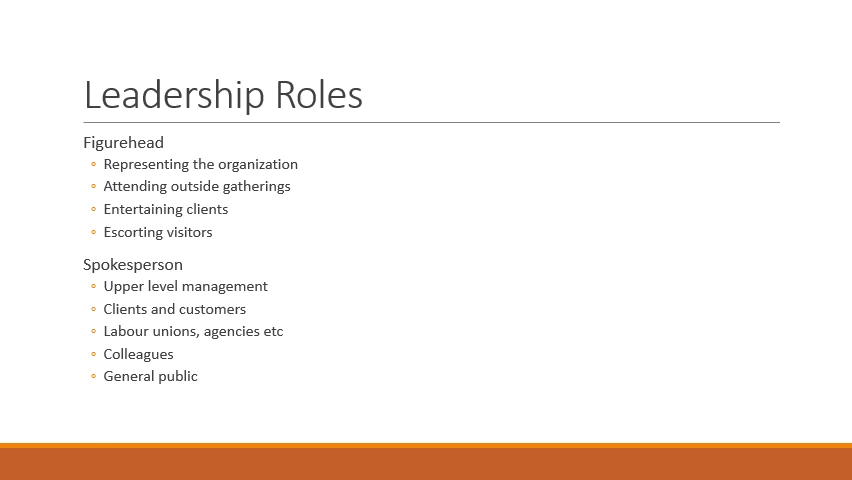 Leadership Roles
Figurehead
◦ Representing the organization
◦ Attending outside gatherings
◦ Entertaining clients
◦ Escorting visitors
Spokesperson
◦ Upper level management
◦ Clients and customers
◦ Labour unions, agencies etc
◦ Colleagues
◦ General public